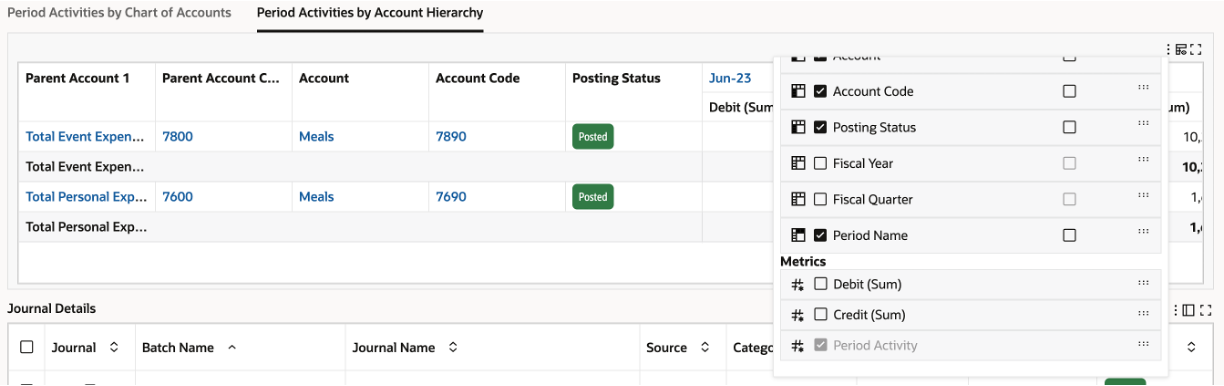 Period Activities by Chart of Accounts Period Activities by Account Hierarchy
Parent Account 1 Parent Account C... Account Account Code Posting Status Jun-23
Debit (Sum um)
Total Event Expen... 7800 Meals 7890 Posted 10,
Total Event Expen... 10,
Total Personal Exp... 7600 Meals 7690 Posted 1,
Total Personal Exp...
Account
Account Code
Posting Status
Fiscal Year
Fiscal Quarter
Period Name
Metrics
Debit (Sum)
Credit (Sum)
Period Activity
Journal Details
Journal Batch Name Journal Name Source Catego